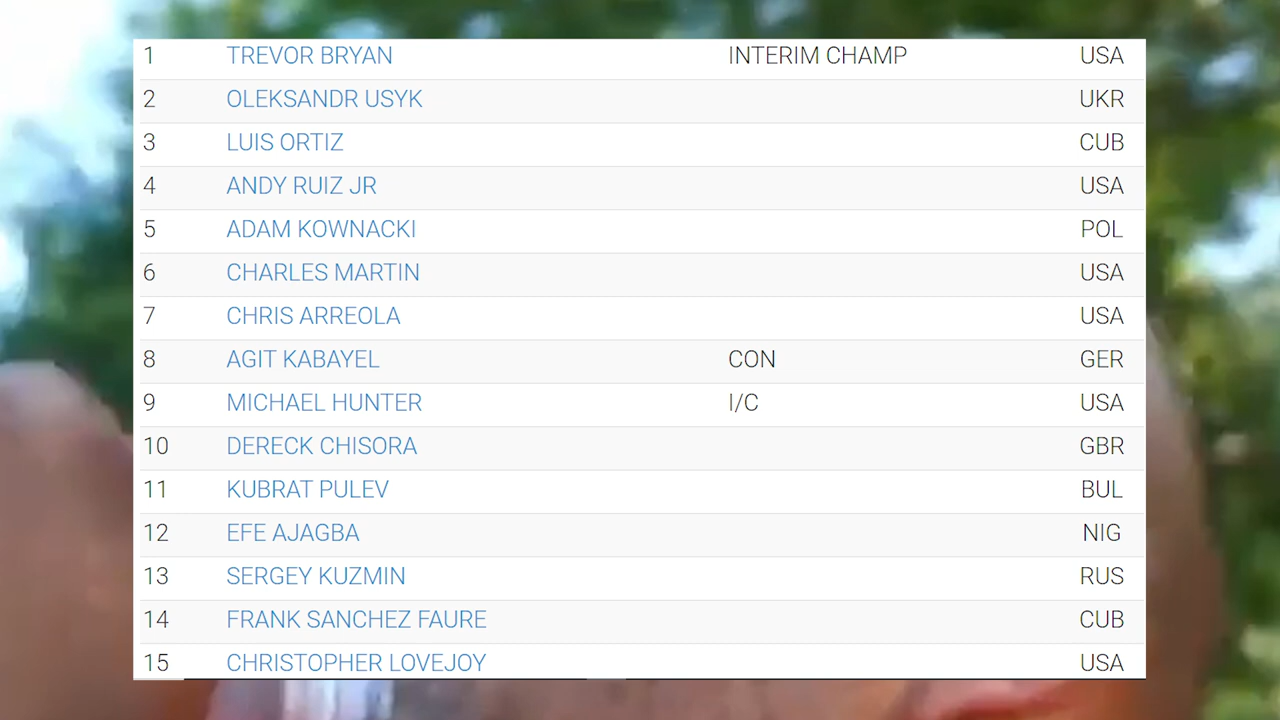 1 TREVOR BRYAN INTERIM CHAMP USA
2 OLEKSANDR USYK UKR
3 LUIS ORTIZ CUB
4 ANDY RUIZ JR USA
5 ADAM KOWNACKI POL
6 CHARLES MARTIN USA
7 CHRIS ARREOLA USA
8 AGIT KABAYEL CON GER
9 MICHAEL HUNTER I/C USA
10 DERECK CHISORA GBR
11 KUBRAT PULEV BUL
12 EFE AJAGBA NIG
13 SERGEY KUZMIN RUS
14 FRANK SANCHEZ FAURE CUB
15 CHRISTOPHER LOVEJOY USA